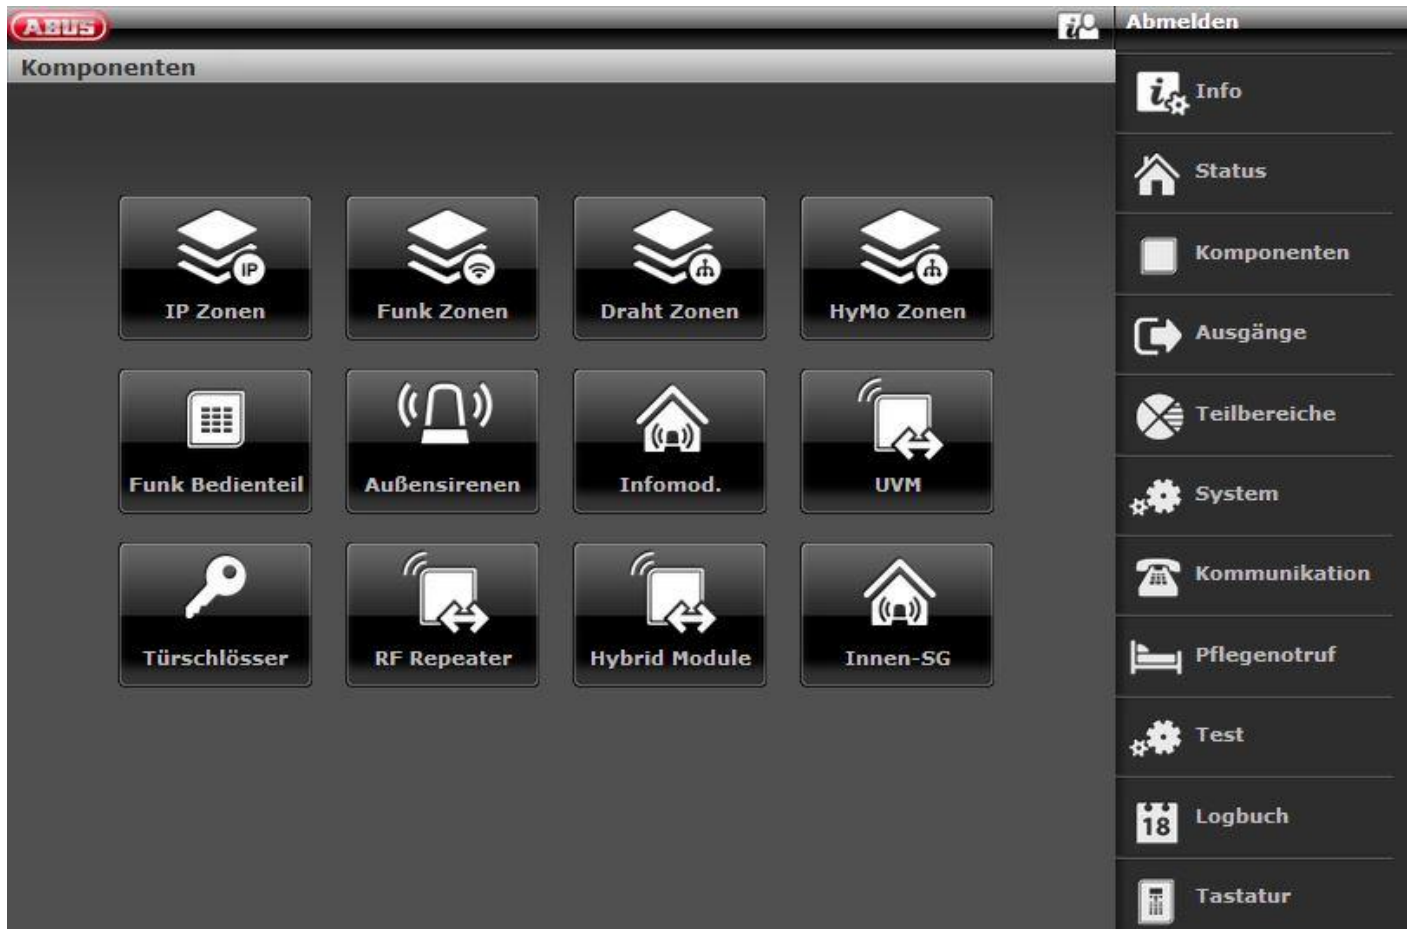 ABUS
Abmelden
Komponenten
Info
Status
Komponenten
Ausgänge
Teilbereiche
System
Kommunikation
Pflegenotruf
Test
18
Logbuch
Tastatur
IP
IP Zonen
Funk Zonen
Draht Zonen
HyMo Zonen
Funk Bedienteil
Außensirenen
Infomod.
UVM
Türschlösser
RF Repeater
Hybrid Module
Innen-SG